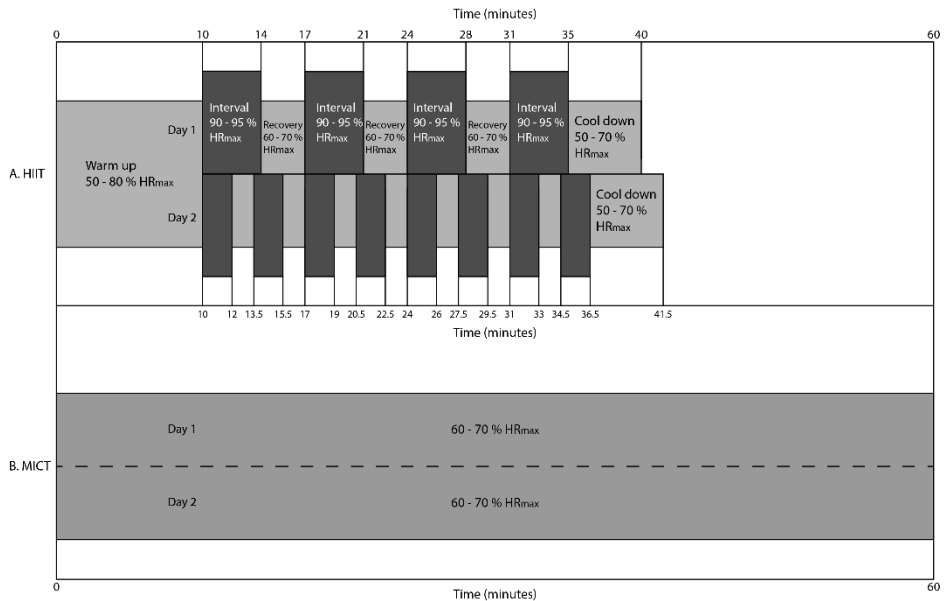 Time (minutes)
0 10 14 17 21 24 28 31 35 40 60
Interval
90 - 95 %
HRmax
Interval
90 - 95 %
HRmax
Interval
90 - 95 %
HRmax
Interval
90 - 95 %
HRmax
Day 1
Recovery
60 - 70 %
HRmax
Recovery
60 - 70 %
HRmax
Recovery
60 - 70 %
HRmax
Cool down
50 - 70 %
HRmax
A. HIIT
Warm up
50 - 80 % HRmax
Day 2
Cool down
50 - 70 %
HRmax
10 12 13.5 15.5 17 19 20.5 22.5 24 26 27.5 29.5 31 33 34.5 36.5 41.5
Time (minutes)
Day 1 60 - 70 % HRmax
B. MICT
Day 2 60 - 70 % HRmax
0 60
Time (minutes)